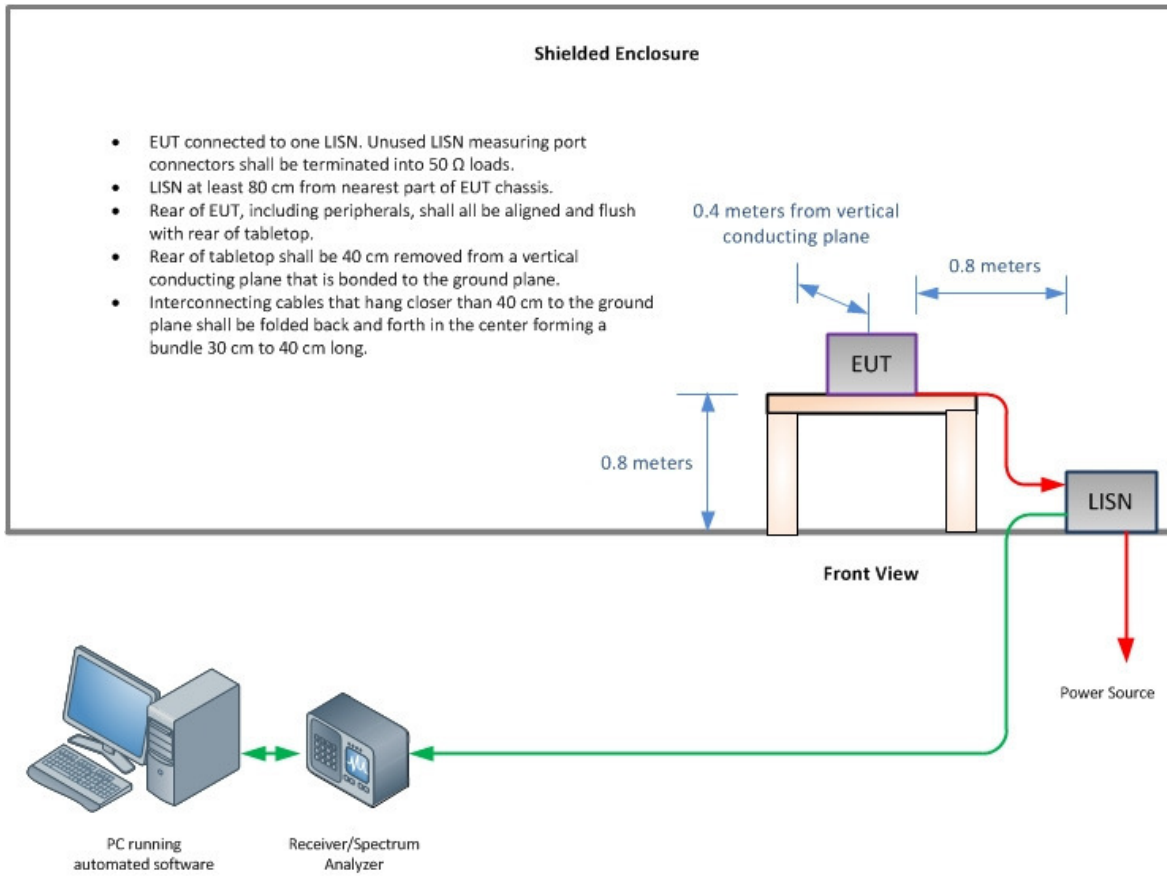 Shielded Enclosure
• EUT connected to one LISN. Unused LISN measuring port
connectors shall be terminated into 50 Ω loads.
• LISN at least 80 cm from nearest part of EUT chassis.
• Rear of EUT, including peripherals, shall all be aligned and flush
with rear of tabletop.
• Rear of tabletop shall be 40 cm removed from a vertical
conducting plane that is bonded to the ground plane.
• Interconnecting cables that hang closer than 40 cm to the ground
plane shall be folded back and forth in the center forming a
bundle 30 cm to 40 cm long.
0.4 meters from vertical
conducting plane
0.8 meters
EUT
0.8 meters
LISN
Front View
Power Source
PC running
automated software
Receiver/Spectrum
Analyzer